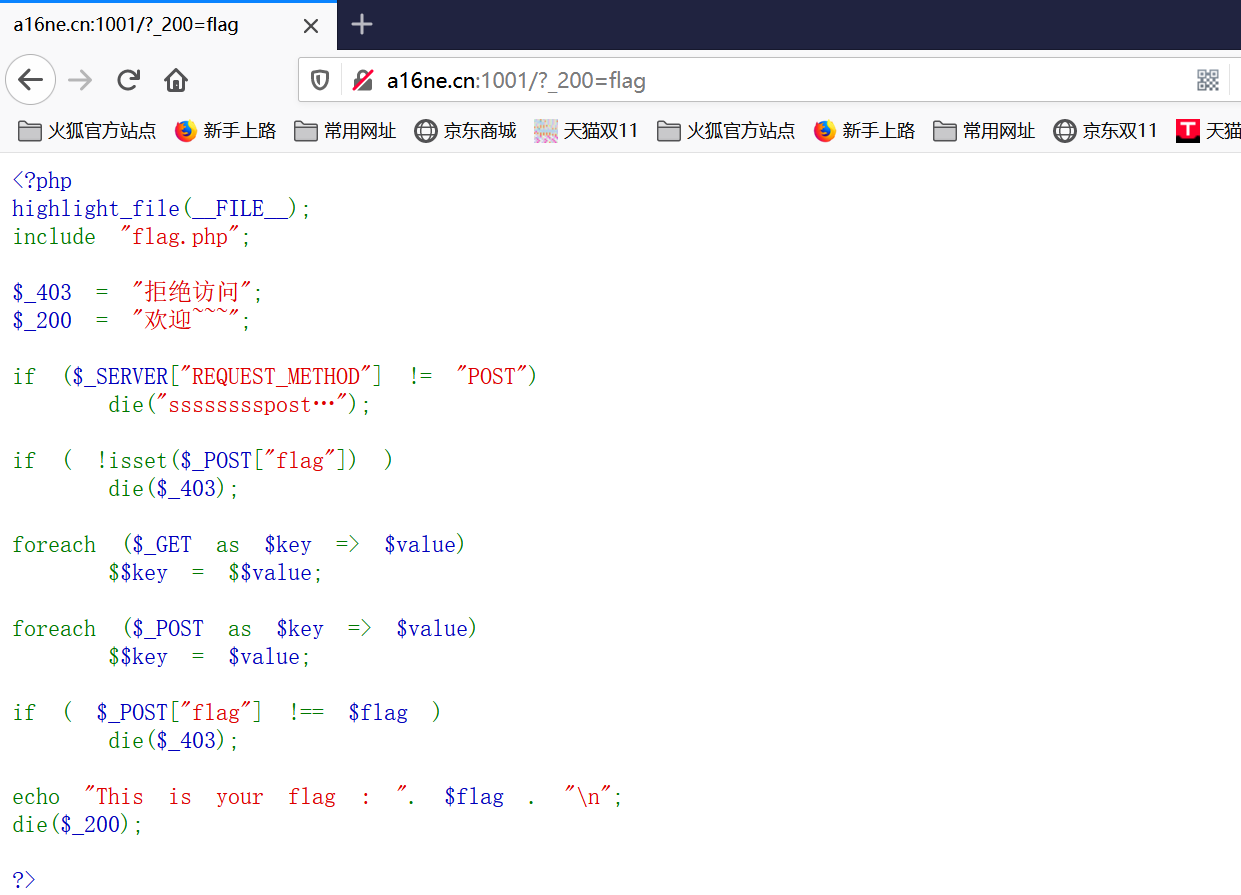 a16ne.cn:1001/?_200=flag
a16ne.cn:1001/?_200=flag
火狐官方站点 新手上路 常用网址 京东商城 天猫双11 火狐官方站点 新手上路 常用网址 京东双11 T 天猫
<?php
highlight_file(__FILE__);
include "flag.php";
$_403 = "拒绝访问";
$_200 = "欢迎~~~";
if ($_SERVER["REQUEST_METHOD"] != "POST")
die("sssssssspost…");
if ( !isset($_POST["flag"]) )
die($_403);
foreach ($_GET as $key => $value)
$$key = $$value;
foreach ($_POST as $key => $value)
$$key = $value;
if ( $_POST["flag"] !== $flag )
die($_403);
echo "This is your flag : ". $flag . "\n";
die($_200);
?>